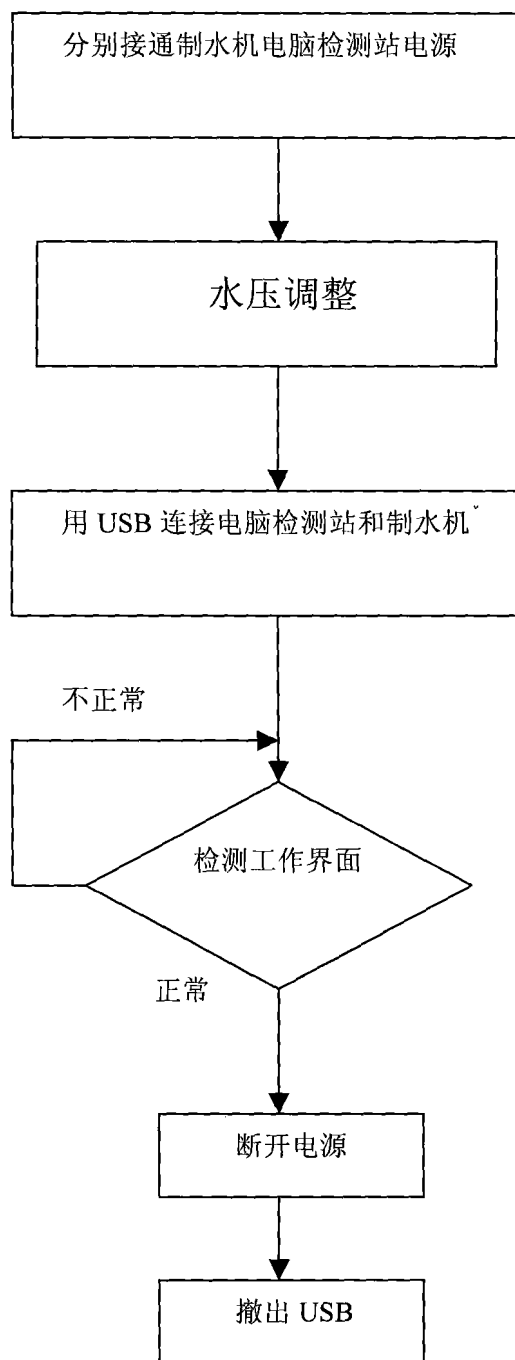 分别接通制水机电脑检测站电源
水压调整
用 USB 连接电脑检测站和制水机
不正常
检测工作界面
正常
断开电源
撤出 USB